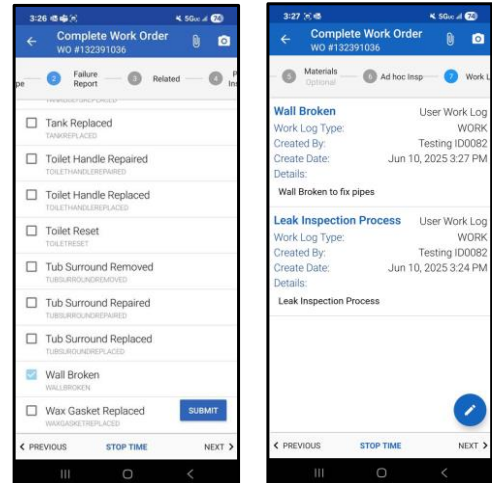 3:26
5G 74
Complete Work Order
WO #132391036
pe
2 Failure Report
3 Related
4
Tank Replaced
TANKREPLACED
Toilet Handle Repaired
TOILETHANDLEREPAIRED
Toilet Handle Replaced
TOILETHANDLEREPLACED
Toilet Reset
TOILETRESET
Tub Surround Removed
TUBSURROUNDREMOVED
Tub Surround Repaired
TUBSURROUNDREPAIRED
Tub Surround Replaced
TUBSUROUNDREPLACED
Wall Broken
WALLBROKEN
Wax Gasket Replaced
WAXGASKETREPLACED
SUBMIT
PREVIOUS STOP TIME NEXT
3:27
5G
Complete Work Order
WO #132391036
5 Materials Optional
6 Ad hoc Insp
7 Work L
Wall Broken User Work Log
Work Log Type: WORK
Created By: Testing ID0082
Create Date: Jun 10, 2025 3:27 PM
Details:
Wall Broken to fix pipes
Leak Inspection Process User Work Log
Work Log Type: WORK
Created By: Testing ID0082
Create Date: Jun 10, 2025 3:24 PM
Details:
Leak Inspection Process
PREVIOUS STOP TIME NEXT